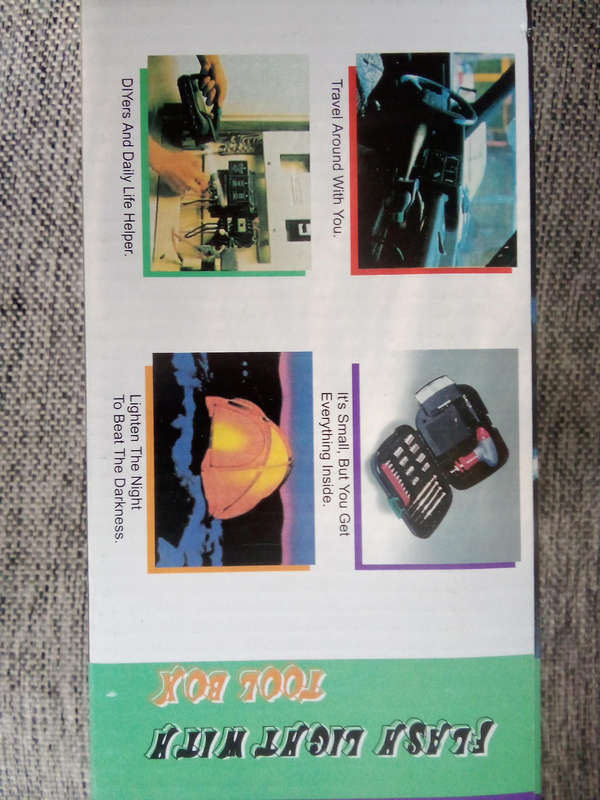 Travel Around With You.
It's Small, But You Get
Everything Inside.
DIYers And Daily Life Helper.
Lighten The Night
To Beat The Darkness.
FLASH LIGHT WITH
TOOL BOX